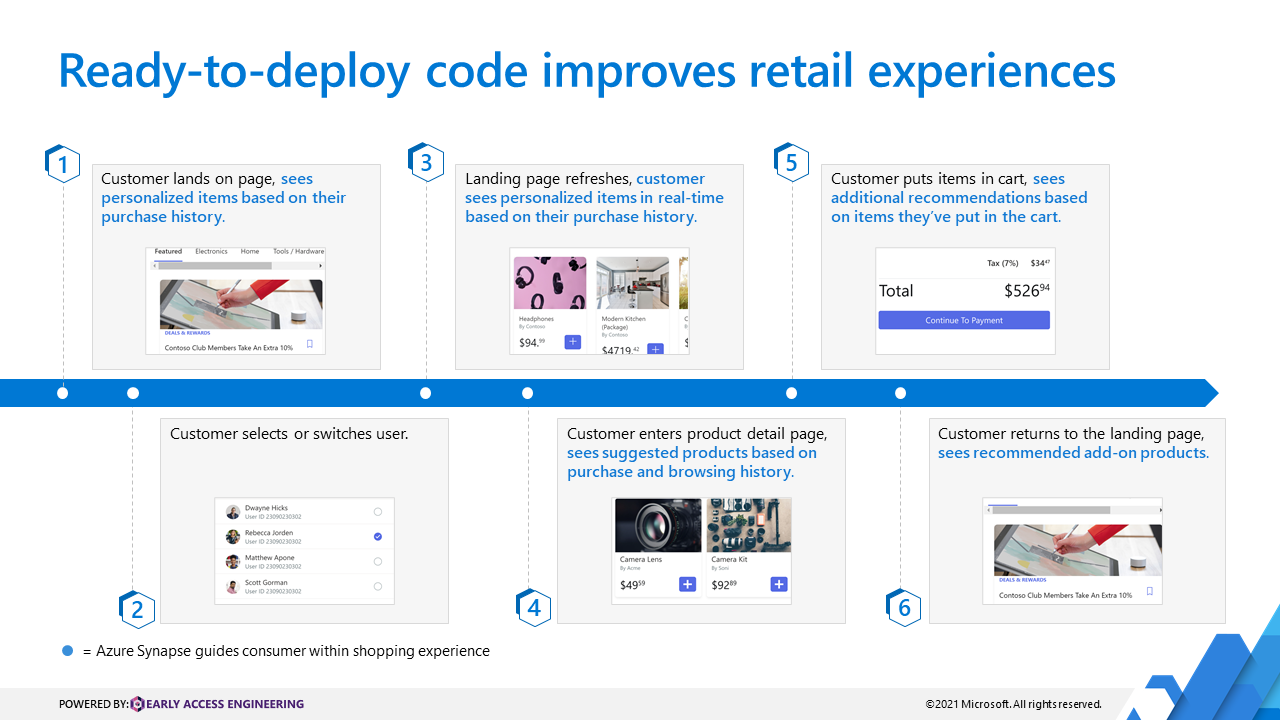 Ready-to-deploy code improves retail experiences
1
Customer lands on page, sees
personalized items based on their
purchase history.
Featured Electronics Home Tools / Hardware
DEALS & REWARDS
Contoso Club Members Take An Extra 10%
2
Customer selects or switches user.
Dwayne Hicks
User ID 23090230302
Rebecca Jorden
User ID 23090230302
Matthew Apone
User ID 23090230302
Scott Gorman
User ID 23090230302
3
Landing page refreshes, customer
sees personalized items in real-time
based on their purchase history.
Headphones
By Contoso
$94.99
Modern Kitchen
(Package)
By Contoso
$4719.42
4
Customer enters product detail page,
sees suggested products based on
purchase and browsing history.
Camera Lens
By Acme
$4959
Camera Kit
By Soni
$9289
5
Customer puts items in cart, sees
additional recommendations based
on items they’ve put in the cart.
Tax (7%) $3447
Total $52694
Continue To Payment
6
Customer returns to the landing page,
sees recommended add-on products.
DEALS & REWARDS
Contoso Club Members Take An Extra 10%
= Azure Synapse guides consumer within shopping experience
POWERED BY: EARLY ACCESS ENGINEERING
©2021 Microsoft. All rights reserved.